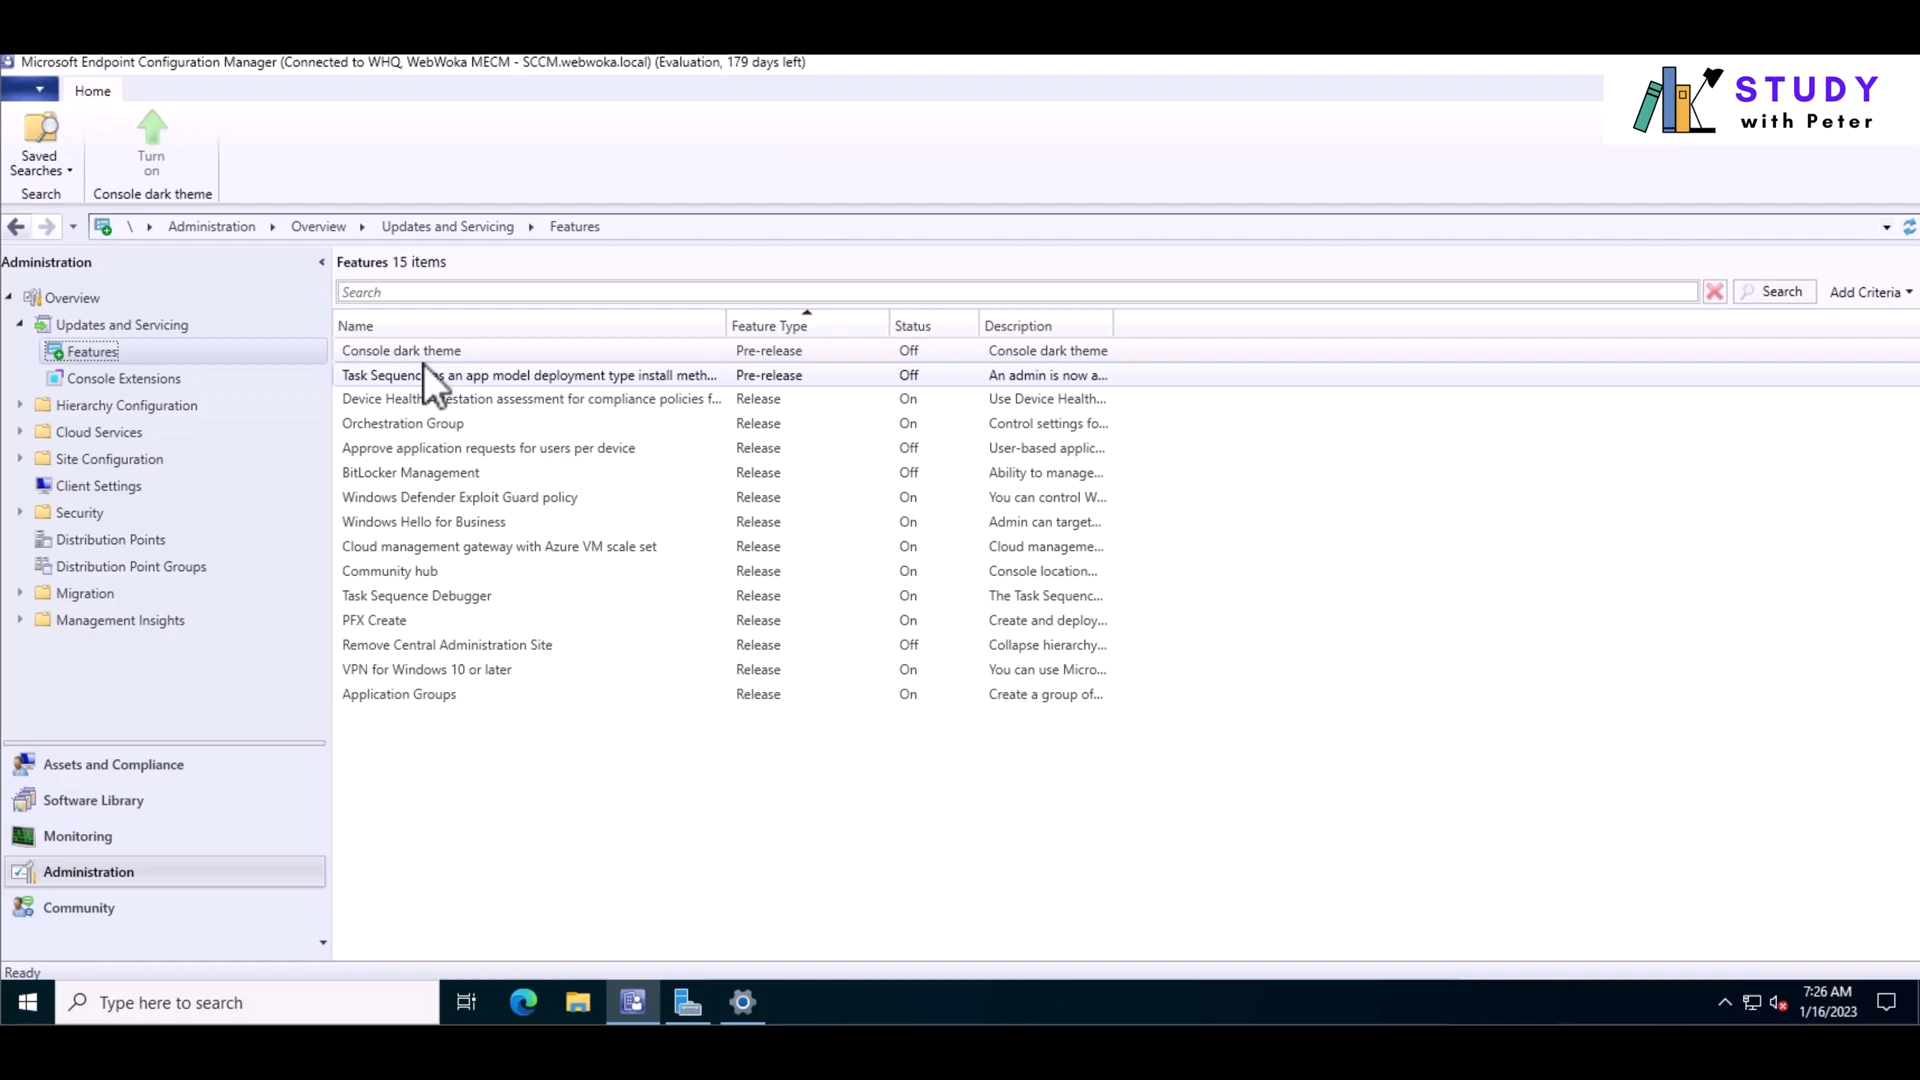 Microsoft Endpoint Configuration Manager (Connected to WHQ, WebWoka MECM - SCCM.webwoka.local) (Evaluation, 179 days left)
STUDY
with Peter
Home
Saved
Searches
Search
Turn
on
Console dark theme
\ Administration Overview Updates and Servicing Features
Administration
Overview
Updates and Servicing
Features
Console Extensions
Hierarchy Configuration
Cloud Services
Site Configuration
Client Settings
Security
Distribution Points
Distribution Point Groups
Migration
Management Insights
Assets and Compliance
Software Library
Monitoring
Administration
Community
Features 15 items
Search Search Add Criteria
Name Feature Type Status Description
Console dark theme Pre-release Off Console dark theme
Task Sequenc s an app model deployment type install meth... Pre-release Off An admin is now a...
Device Health estation assessment for compliance policies f... Release On Use Device Health...
Orchestration Group Release On Control settings fo...
Approve application requests for users per device Release Off User-based applic...
BitLocker Management Release Off Ability to manage...
Windows Defender Exploit Guard policy Release On You can control W...
Windows Hello for Business Release On Admin can target...
Cloud management gateway with Azure VM scale set Release On Cloud manageme...
Community hub Release On Console location...
Task Sequence Debugger Release On The Task Sequenc...
PFX Create Release On Create and deploy...
Remove Central Administration Site Release Off Collapse hierarchy...
VPN for Windows 10 or later Release On You can use Micro...
Application Groups Release On Create a group of...
Ready
Type here to search
7:26 AM
1/16/2023